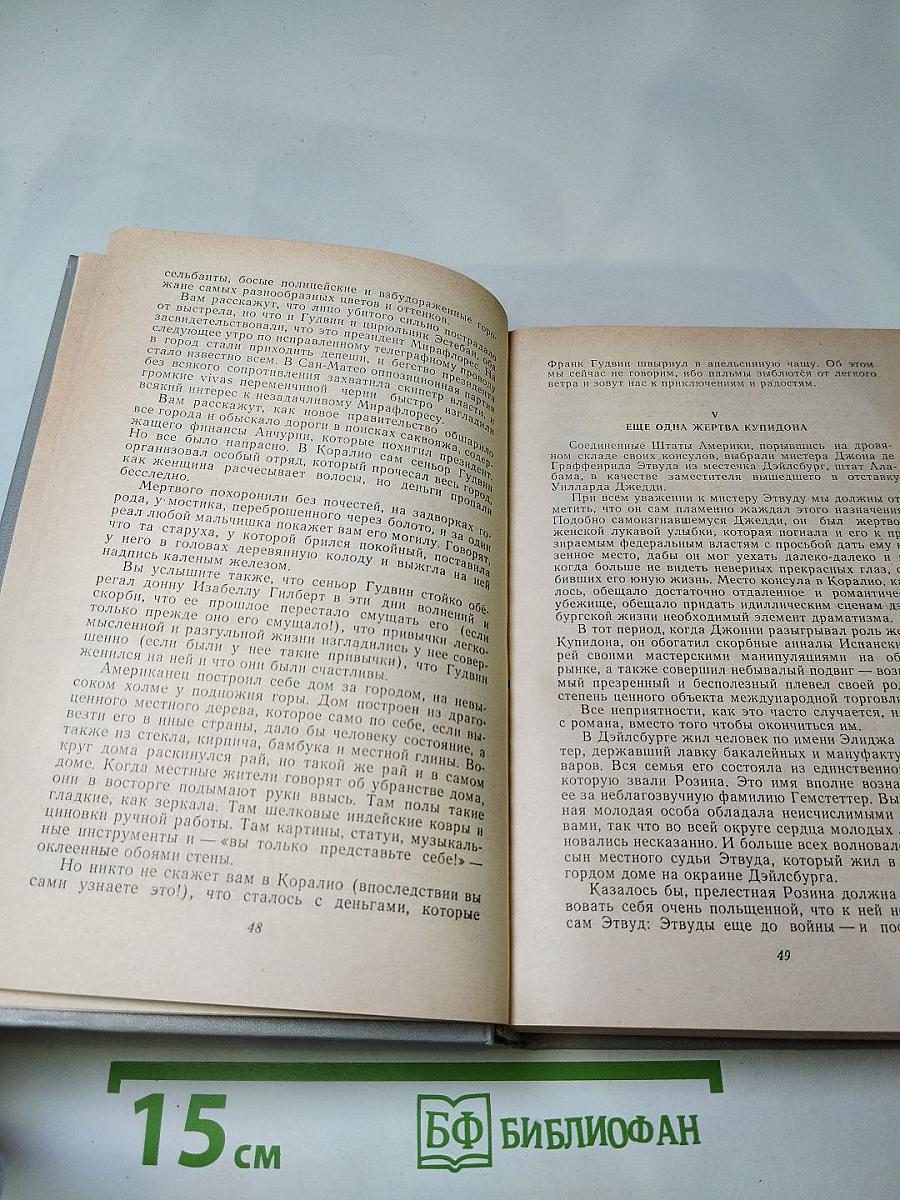 сельбанты, босые полицейские и взбудораженные горо-
жане самых разнообразных цветов и оттенков.
Вам расскажут, что лицо убитого сильно пострадало
от выстрела, но что и Гудвин и цирюльник Эстебан, оба
засвидетельствовали, что это президент Мирафлорес. На
следующее утро по исправленному телеграфному проводу
в город стали приходить депеши, и бегство президента
стало известно всем. В Сан-Матео оппозиционная партия
без всякого сопротивления захватила скипетр власти, и
громкие vivas переменчивой черни быстро изгладили
всякий интерес к незадачливому Мирафлоресу.
Вам расскажут, как новое правительство обшарило
все города и обыскало дороги в поисках саквояжа, содер-
жащего финансы Анчурии, которые похитил президент.
Но все было напрасно. В Коралио сам сеньор Гудвин
организовал особый отряд, который прочесал весь город,
как женщина расчесывает волосы, но деньги пропали
бесследно.
Мертвого похоронили без почестей, на задворках го-
рода, у мостика, переброшенного через болото, и за один
реал любой мальчишка покажет вам его могилу. Говорят,
что та старуха, у которой брился покойный, поставила
у него в головах деревянную колоду и выжгла на ней
надпись каленым железом.
Вы услышите также, что сеньор Гудвин стойко обе-
регал донну Изабеллу Гилберт в эти дни волнений и
скорби, что ее прошлое перестало смущать его (если
только прежде оно его смущало!), что привычки легко-
мысленной и разгульной жизни изгладились у нее совер-
шенно (если были у нее такие привычки), что Гудвин
женился на ней и что они были счастливы.
Американец построил себе дом за городом, на невы-
соком холме у подножия горы. Дом построен из драго-
ценного местного дерева, которое само по себе, если вы-
везти его в иные страны, дало бы человеку состояние, а
также из стекла, кирпича, бамбука и местной глины. Во-
круг дома раскинулся рай, но такой же рай и в самом
доме. Когда местные жители говорят об убранстве дома,
они в восторге подымают руки ввысь. Там полы такие
гладкие, как зеркала. Там шелковые индейские ковры и
циновки ручной работы. Там картины, статуи, музыкаль-
ные инструменты и — «вы только представьте себе!» —
оклеенные обоями стены.
Но никто не скажет вам в Коралио (впоследствии вы
сами узнаете это!), что сталось с деньгами, которые
48
Франк Гудвин швырнул в апельсинную чащу. Об этом
мы сейчас не говорим, ибо пальмы зыблются от легкого
ветра и зовут нас к приключениям и радостям.
V
ЕЩЕ ОДНА ЖЕРТВА КУПИДОНА
Соединенные Штаты Америки, порывшись на дровя-
ном складе своих консулов, выбрали мистера Джона де
Граффенрида Этвуда из местечка Дэйлсбург, штат Ала-
бама, в качестве заместителя вышедшего в отставку
Уилларда Джедди.
При всем уважении к мистеру Этвуду мы должны от-
метить, что он сам пламенно жаждал этого назначения
Подобно самоизгнавшемуся Джедди, он был жертво
женской лукавой улыбки, которая погнала и его к пре
зираемым федеральным властям с просьбой дать ему к
зенное место, дабы он мог уехать далеко-далеко и
когда больше не видеть неверных прекрасных глаз,
бивших его юную жизнь. Место консула в Коралио, ка
лось, обещало достаточно отдаленное и романтичес
убежище, обещало придать идиллическим сценам дэ
бургской жизни необходимый элемент драматизма.
В тот период, когда Джонни разыгрывал роль же
Купидона, он обогатил скорбные анналы Испански
рей своими мастерскими манипуляциями на об
рынке, а также совершил небывалый подвиг — возв
мый презренный и бесполезный плевел своей род
степень ценного объекта международной торговл
Все неприятности, как это часто случается, на
с романа, вместо того чтобы окончиться им.
В Дэйлсбурге жил человек по имени Элиджа
тер, державший лавку бакалейных и мануфакту
варов. Вся семья его состояла из единственно
которую звали Розина. Это имя вполне возна
ее за неблагозвучную фамилию Гемстеттер. Вы
ная молодая особа обладала неисчислимыми
вами, так что во всей округе сердца молодых
новались несказанно. И больше всех волновал
сын местного судьи Этвуда, который жил в
гордом доме на окраине Дэйлсбурга.
Казалось бы, прелестная Розина должна
вовать себя очень польщенной, что к ней не
сам Этвуд: Этвуды еще до войны — и пос
49
15 см
БФ БИБЛИОФАН